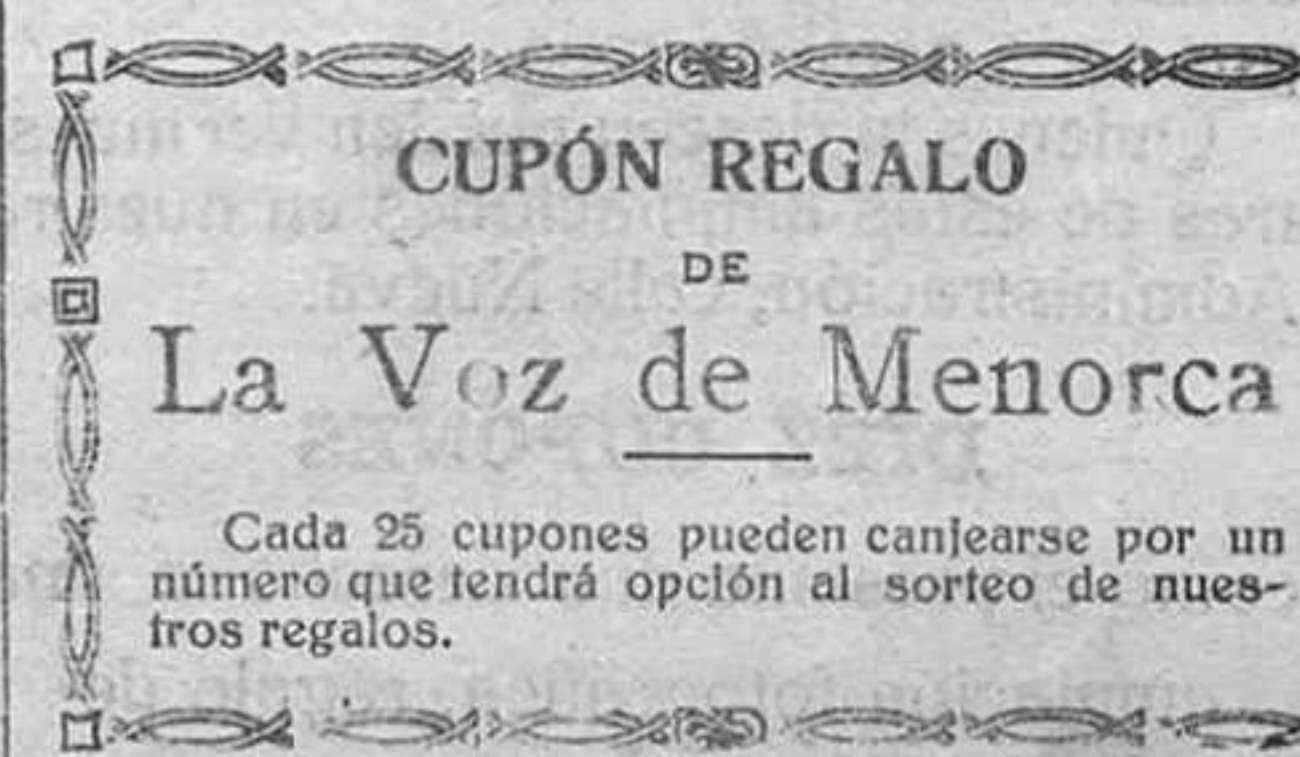 CUPÓN REGALO
DE
La Voz de Menorca
Cada 25 cupones pueden canjearse por un
número que tendrá opción al sorteo de nues-
tros regalos.